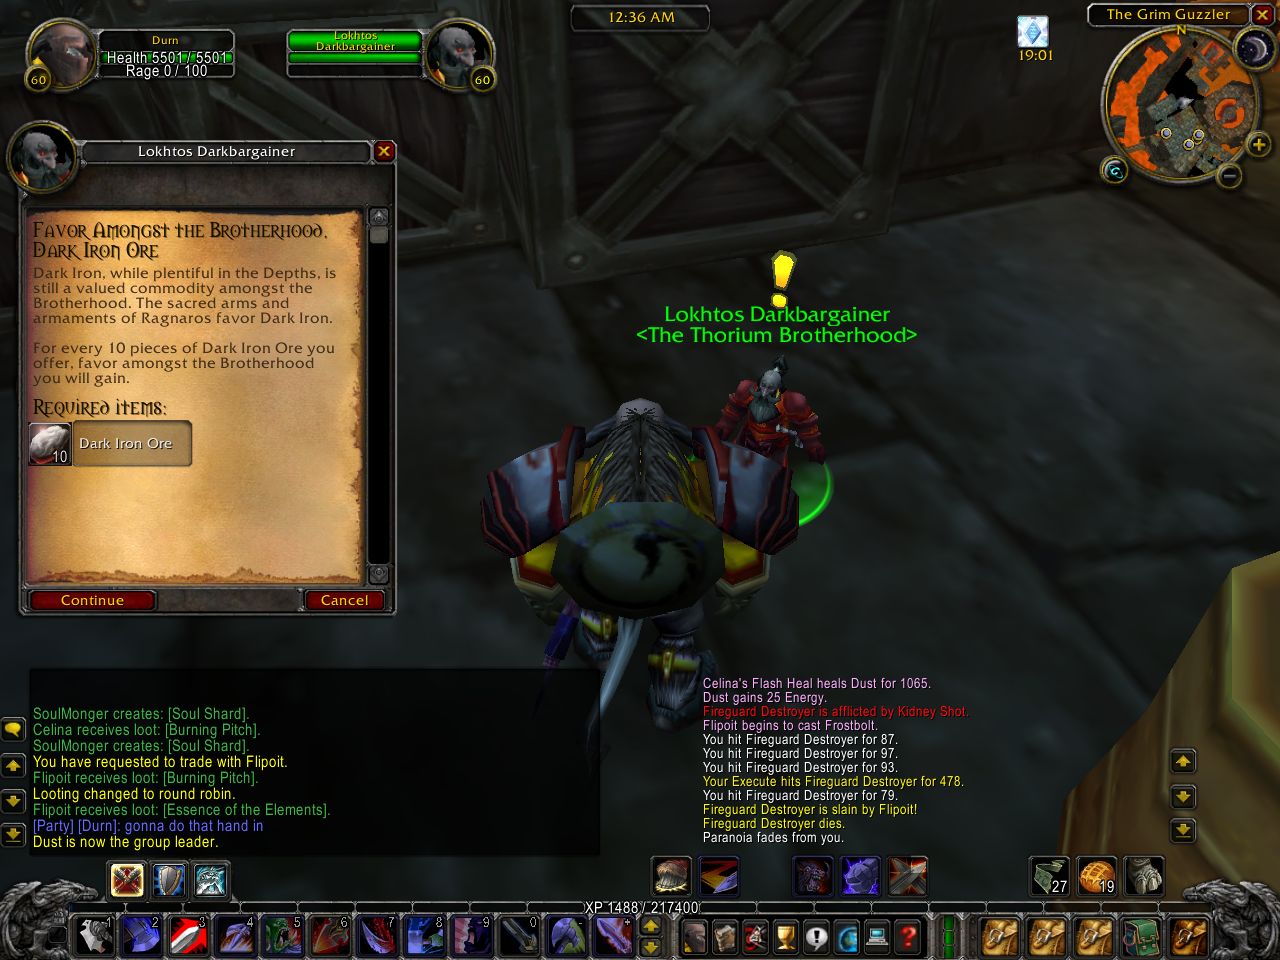 12:36 AM
The Grim Guzzler
N
Durn
Health 5501 / 5501
Rage 0 / 100
60
Lokhtos
Darkbargainer
60
19:01
Lokhtos Darkbargainer
Favor Amongst the Brotherhood,
Dark Iron Ore
Dark Iron, while plentiful in the Depths, is
still a valued commodity amongst the
Brotherhood. The sacred arms and
armaments of Ragnaros favor Dark Iron.
For every 10 pieces of Dark Iron Ore you
offer, favor amongst the Brotherhood
you will gain.
Required items:
10
Dark Iron Ore
Continue
Cancel
Lokhtos Darkbargainer
<The Thorium Brotherhood>
SoulMonger creates: [Soul Shard].
Celina receives loot: [Burning Pitch].
SoulMonger creates: [Soul Shard].
You have requested to trade with Flipoit.
Flipoit receives loot: [Burning Pitch].
Looting changed to round robin.
Flipoit receives loot: [Essence of the Elements].
[Party] [Durn]: gonna do that hand in
Dust is now the group leader.
Celina's Flash Heal heals Dust for 1065.
Dust gains 25 Energy.
Fireguard Destroyer is afflicted by Kidney Shot.
Flipoit begins to cast Frostbolt.
You hit Fireguard Destroyer for 87.
You hit Fireguard Destroyer for 97.
You hit Fireguard Destroyer for 93.
Your Execute hits Fireguard Destroyer for 478.
You hit Fireguard Destroyer for 79.
Fireguard Destroyer is slain by Flipoit!
Fireguard Destroyer dies.
Paranoia fades from you.
27
19
XP 1488 / 217400
1
2
3
4
5
6
7
8
9
0
-
+